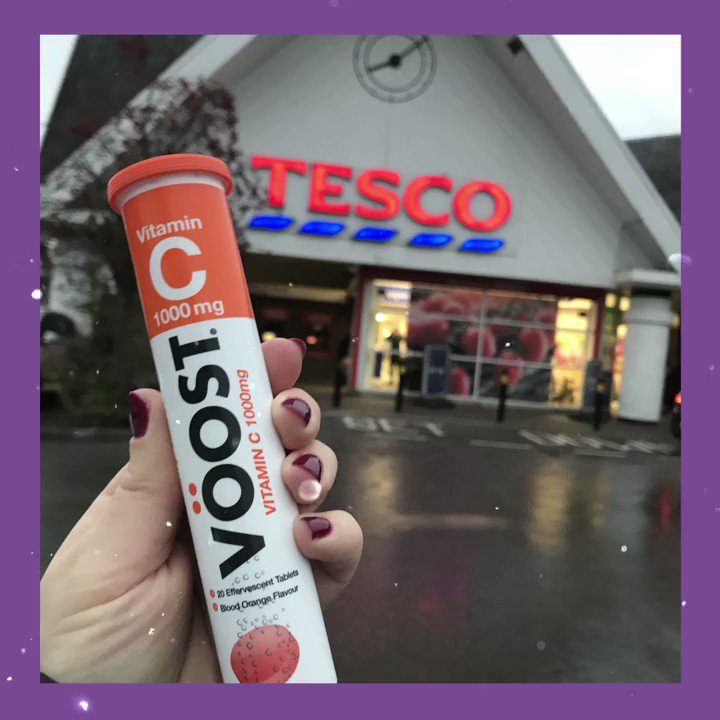 TESCO
Vitamin
C
1000 mg
VÖOST®
VITAMIN C 1000mg
20 Effervescent Tablets
Blood Orange Flavour